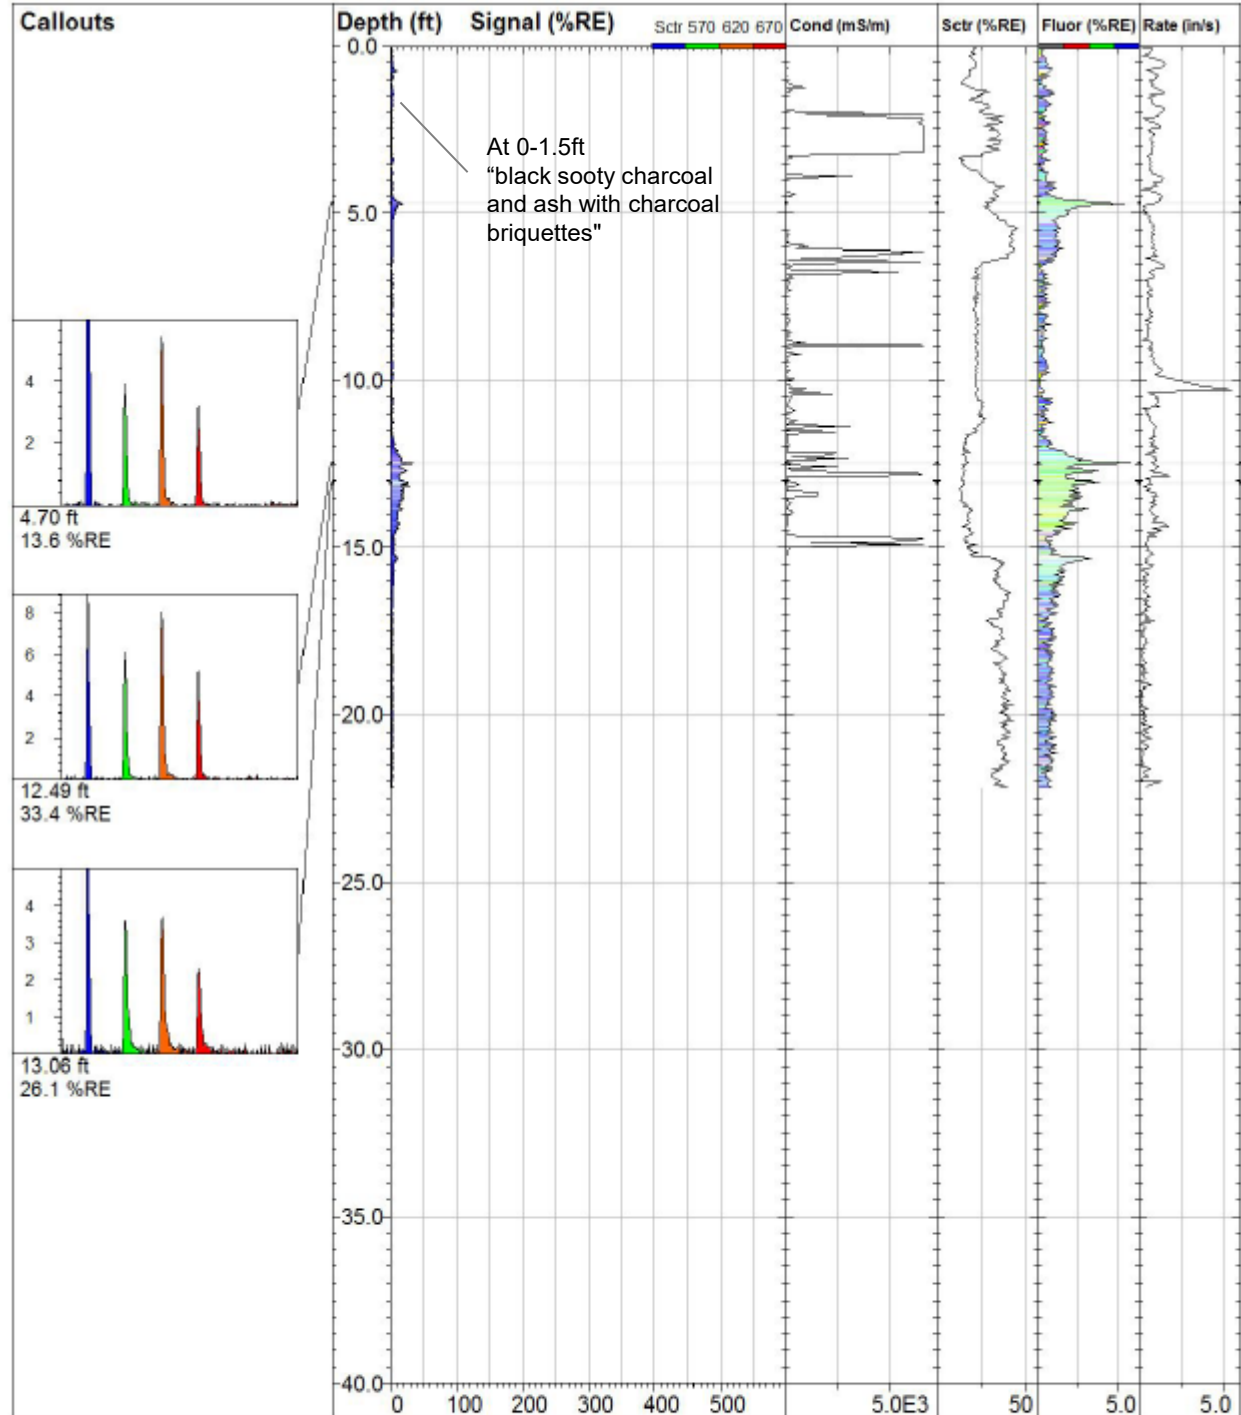 Callouts
Depth (ft) Signal (%RE) Sctr 570 620 670
Cond (mS/m)
Sctr (%RE)
Fluor (%RE)
Rate (in/s)
0.0
At 0-1.5ft
“black sooty charcoal
and ash with charcoal
briquettes"
5.0
10.0
15.0
20.0
25.0
30.0
35.0
40.0
4
2
4.70 ft
13.6 %RE
8
6
4
2
12.49 ft
33.4 %RE
4
3
2
1
13.06 ft
26.1 %RE
0 100 200 300 400 500
5.0E3
50
5.0
5.0